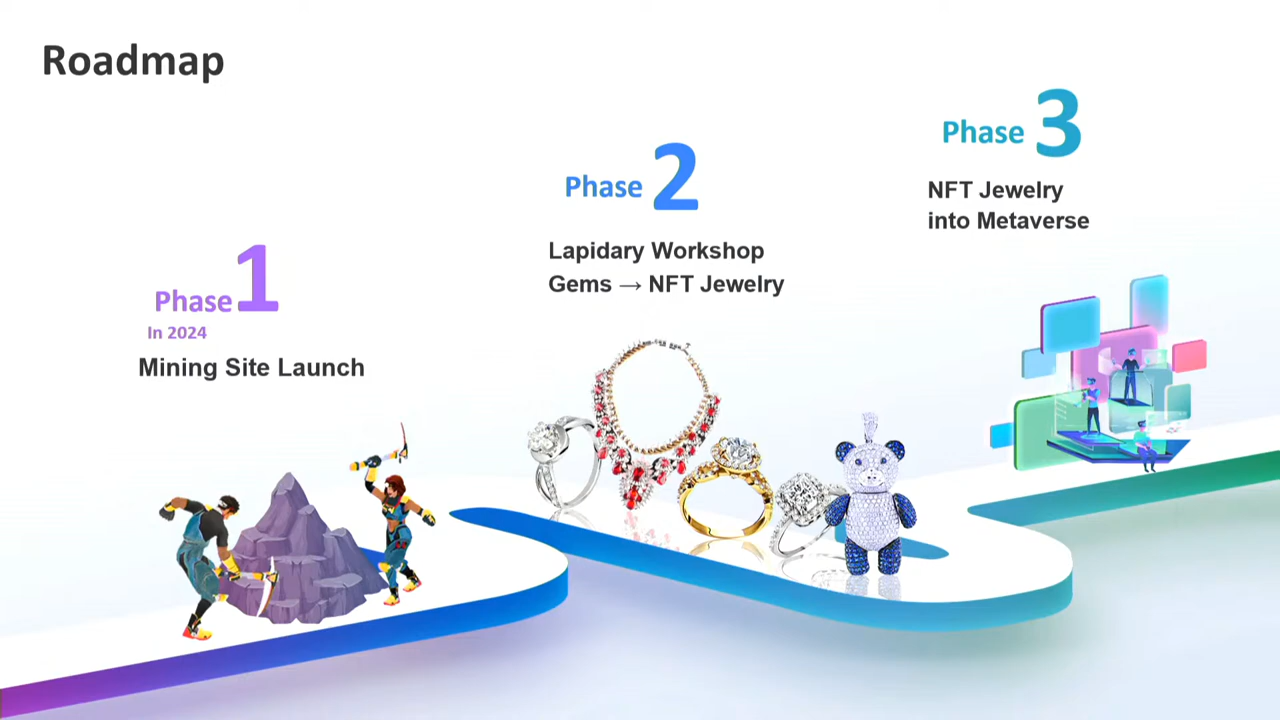 Roadmap
Phase 1
In 2024
Mining Site Launch
Phase 2
Lapidary Workshop
Gems → NFT Jewelry
Phase 3
NFT Jewelry
into Metaverse